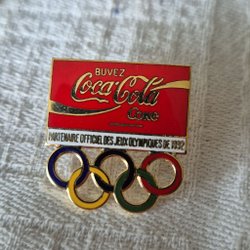 BUVEZ
Coca-Cola
Coke
PARTENAIRE OFFICIEL DES JEUX OLYMPIQUES DE 1992